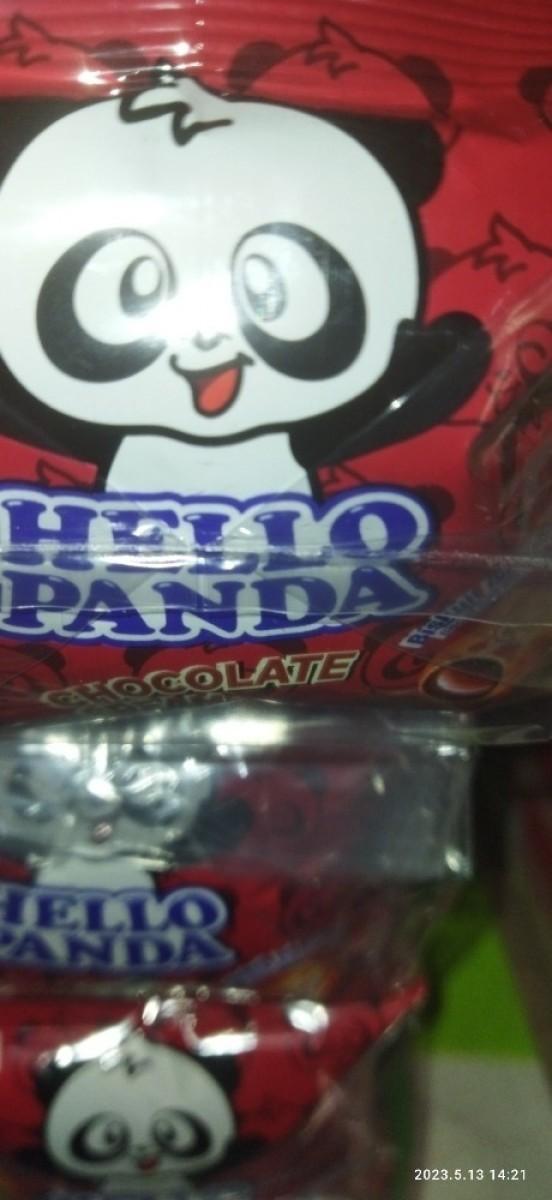 HELLO
PANDA
CHOCOLATE
HELLO
PANDA
2023.5.13 14:21